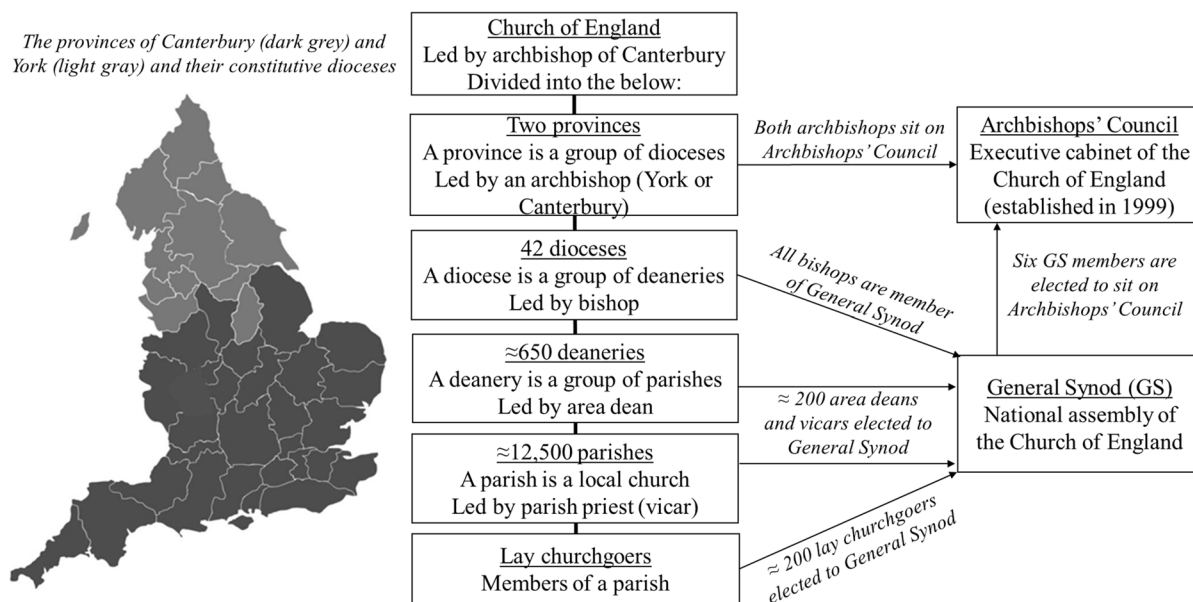 The provinces of Canterbury (dark grey) and
York (light gray) and their constitutive dioceses
Church of England
Led by archbishop of Canterbury
Divided into the below:
Two provinces
A province is a group of dioceses
Led by an archbishop (York or
Canterbury)
Both archbishops sit on
Archbishops' Council
Archbishops' Council
Executive cabinet of the
Church of England
(established in 1999)
42 dioceses
A diocese is a group of deaneries
Led by bishop
All bishops are member
of General Synod
Six GS members are
elected to sit on
Archbishops' Council
≈650 deaneries
A deanery is a group of parishes
Led by area dean
≈ 200 area deans
and vicars elected to
General Synod
General Synod (GS)
National assembly of
the Church of England
≈12,500 parishes
A parish is a local church
Led by parish priest (vicar)
≈ 200 lay churchgoers
elected to General Synod
Lay churchgoers
Members of a parish